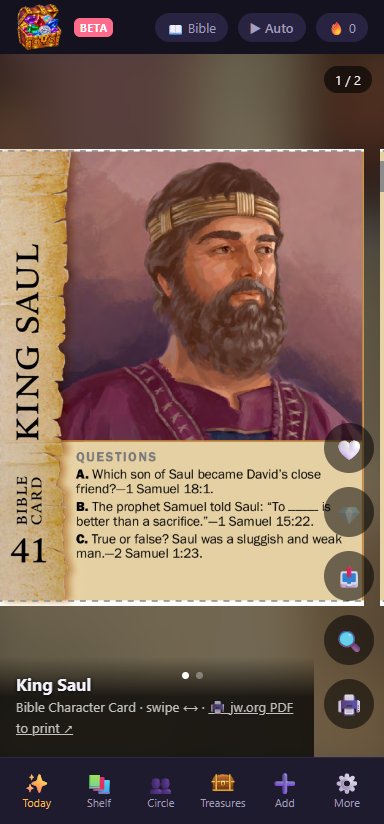 BETA
Bible
Auto
0
1 / 2
KING SAUL
BIBLE
CARD
41
QUESTIONS
A. Which son of Saul became David's close
friend?—1 Samuel 18:1.
B. The prophet Samuel told Saul: “To _____ is
better than a sacrifice.”—1 Samuel 15:22.
C. True or false? Saul was a sluggish and weak
man.—2 Samuel 1:23.
King Saul
Bible Character Card · swipe ↔ · jw.org PDF
to print ↗
Today
Shelf
Circle
Treasures
Add
More